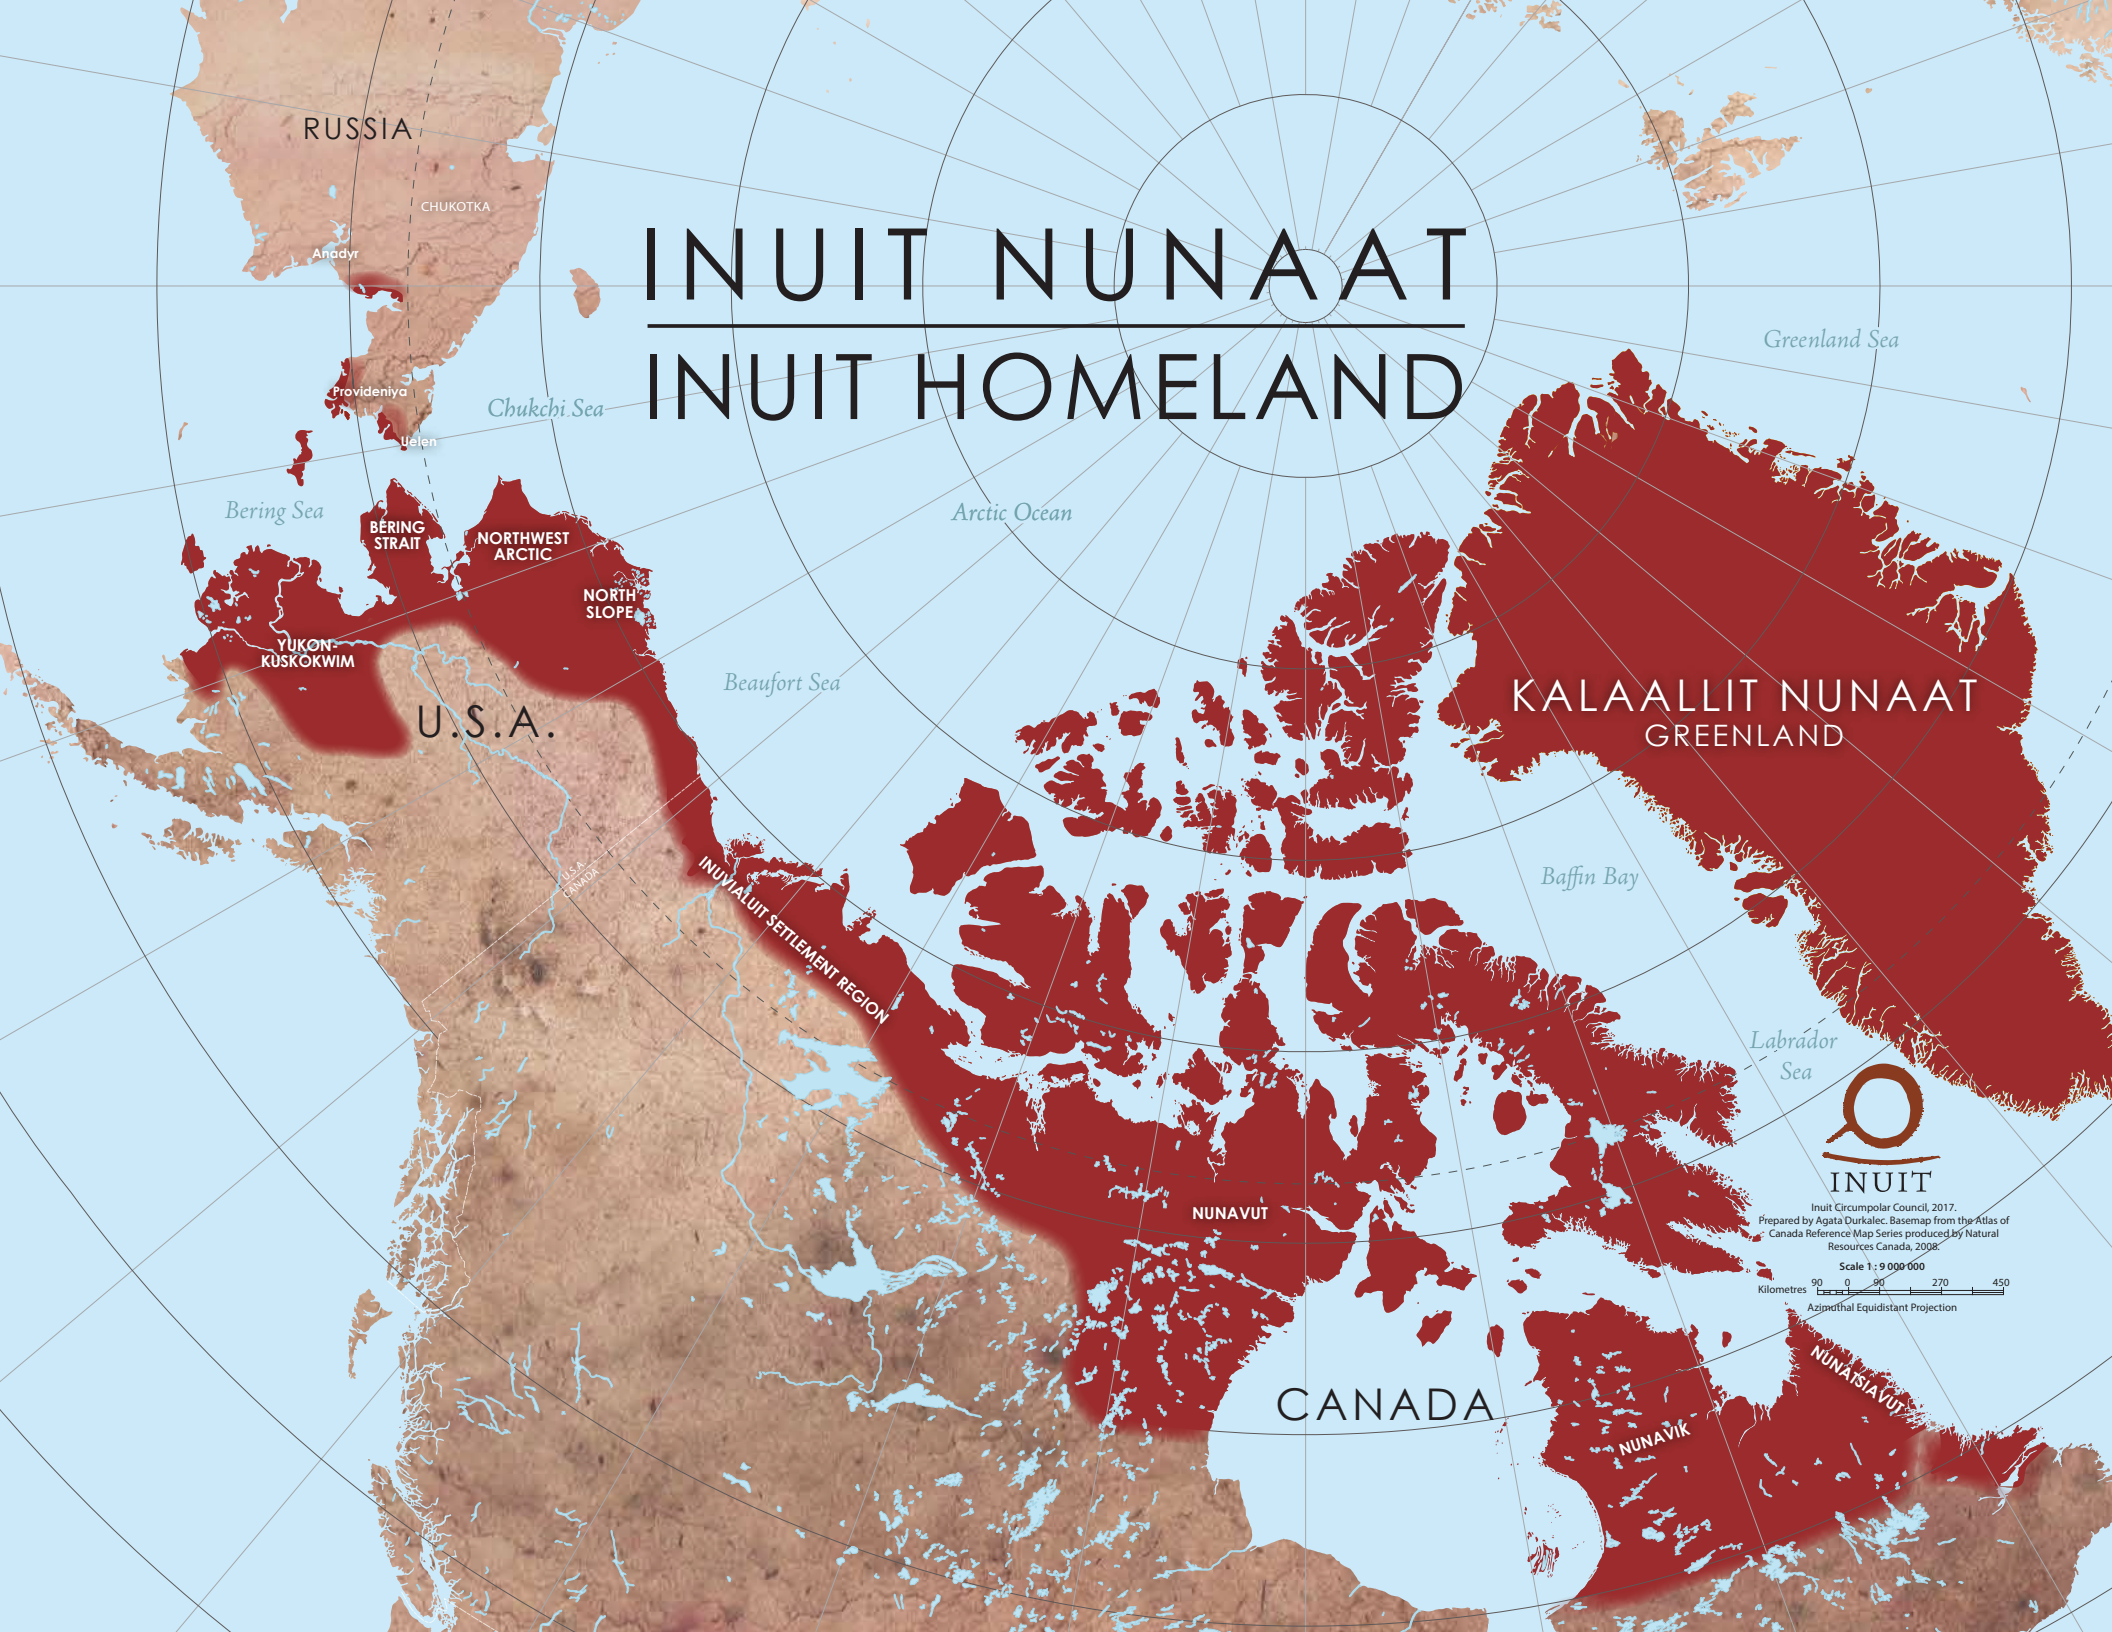 RUSSIA
CHUKOTKA
Anadyr
INUIT NUNAAT
INUIT HOMELAND
Greenland Sea
Provideniya
Chukchi Sea
Uelen
Bering Sea
Arctic Ocean
BERING
STRAIT
NORTHWEST
ARCTIC
NORTH
SLOPE
YUKON-
KUSKOKWIM
Beaufort Sea
U.S.A.
KALAALLIT NUNAAT
GREENLAND
U.S.A.
CANADA
INUVIALUIT SETTLEMENT REGION
Baffin Bay
Labrador
Sea
INUIT
Inuit Circumpolar Council, 2017.
Prepared by Agata Durkalec. Basemap from the Atlas of
Canada Reference Map Series produced by Natural
Resources Canada, 2008.
Scale 1 : 9 000 000
90 0 90 270 450
Kilometres
Azimuthal Equidistant Projection
NUNAVUT
CANADA
NUNAVIK
NUNATSIAVUT